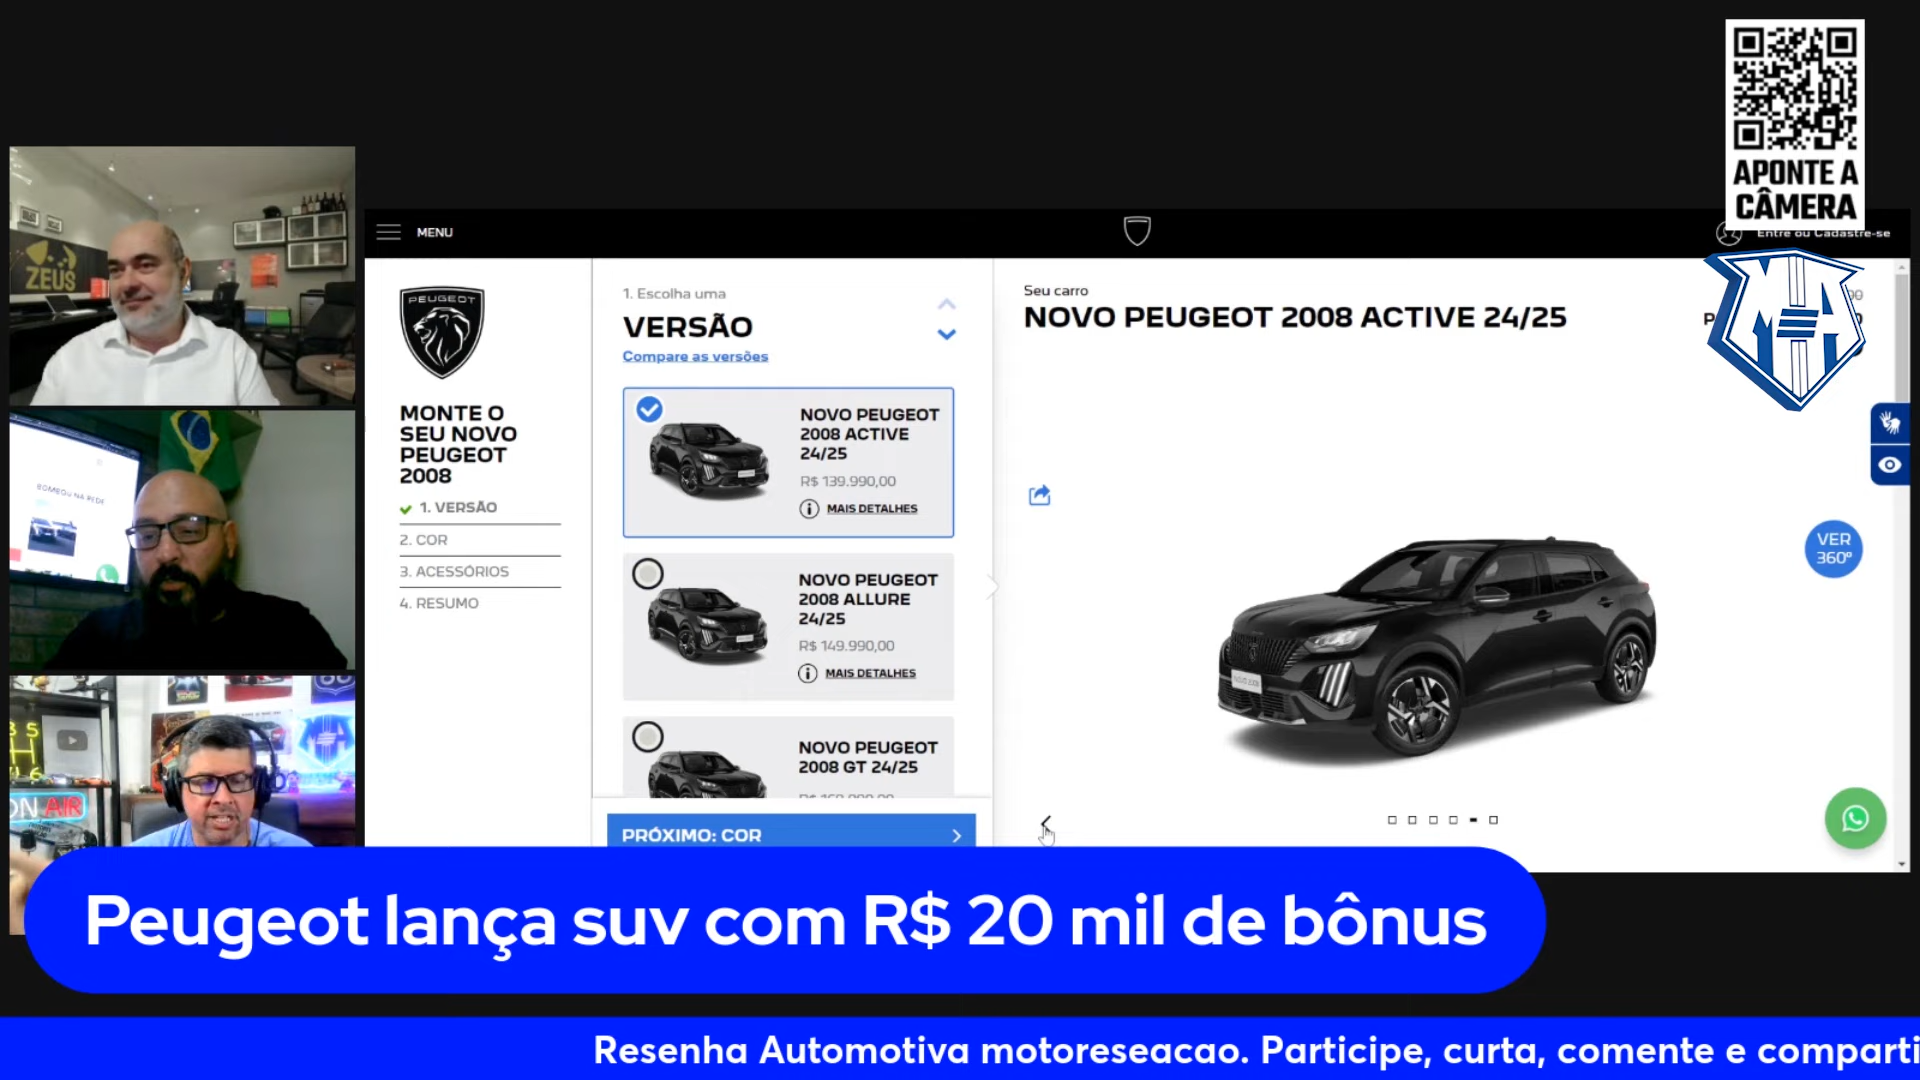 APONTE A
CÂMERA
ZEUS
ON AIR
MENU
Entre ou Cadastre-se
PEUGEOT
MONTE O
SEU NOVO
PEUGEOT
2008
1. VERSÃO
2. COR
3. ACESSÓRIOS
4. RESUMO
1. Escolha uma
VERSÃO
Compare as versões
NOVO PEUGEOT
2008 ACTIVE
24/25
R$ 139.990,00
MAIS DETALHES
NOVO PEUGEOT
2008 ALLURE
24/25
R$ 149.990,00
MAIS DETALHES
NOVO PEUGEOT
2008 GT 24/25
PRÓXIMO: COR
Seu carro
NOVO PEUGEOT 2008 ACTIVE 24/25
MA
VER
360º
Peugeot lança suv com R$ 20 mil de bônus
Resenha Automotiva motoreseacao. Participe, curta, comente e comparti